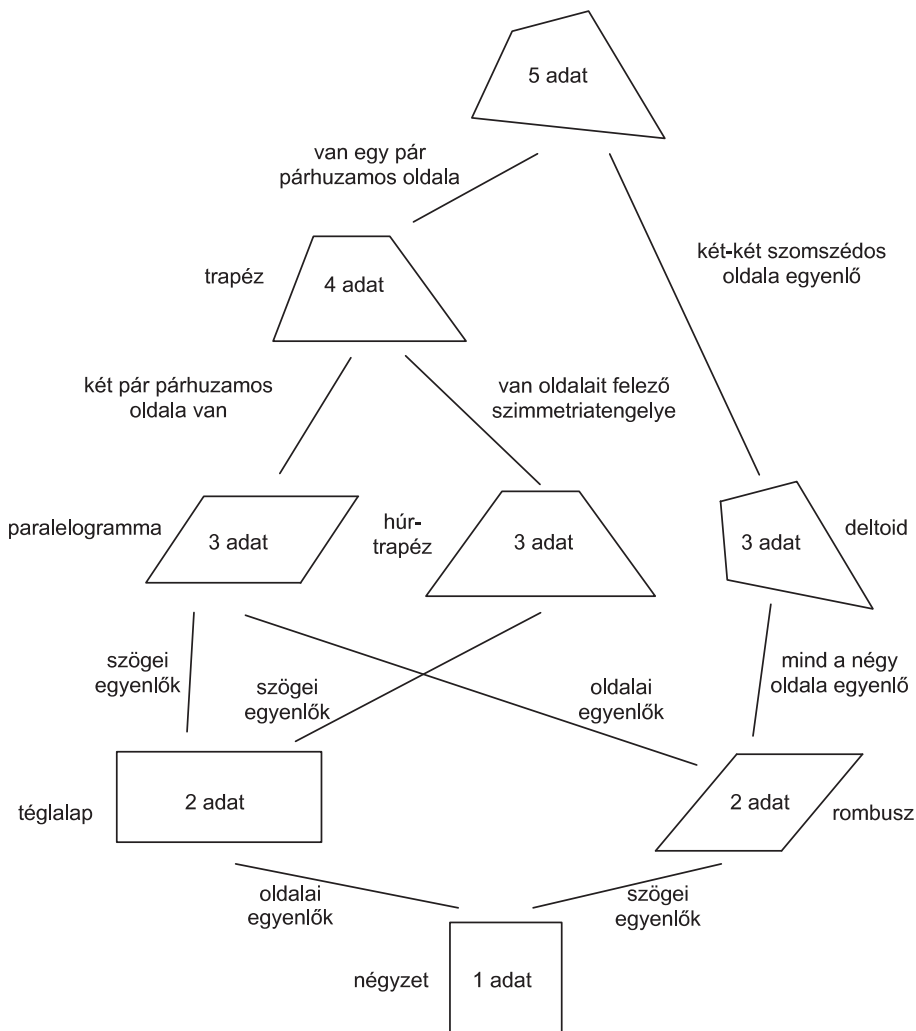 5 adat
van egy pár
párhuzamos oldala
két-két szomszédos
oldala egyenlő
trapéz
4 adat
két pár párhuzamos
oldala van
van oldalait felező
szimmetriatengelye
paralelogramma
3 adat
húr-
trapéz
3 adat
3 adat
deltoid
szögei
egyenlők
szögei
egyenlők
oldalai
egyenlők
mind a négy
oldala egyenlő
téglalap
2 adat
2 adat
rombusz
oldalai
egyenlők
szögei
egyenlők
négyzet
1 adat